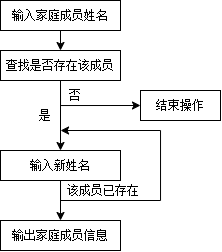 输入家庭成员姓名
查找是否存在该成员
否
结束操作
是
输入新姓名
该成员已存在
输出家庭成员信息